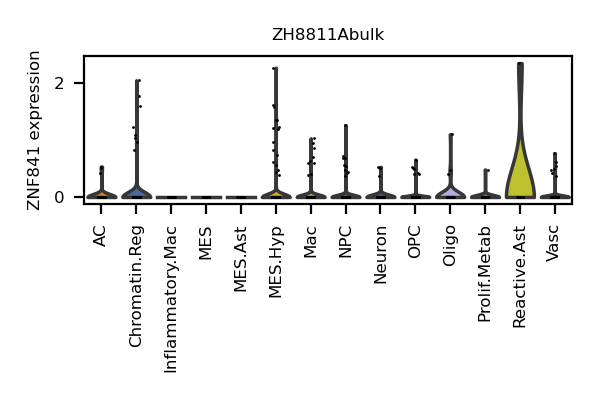 ZH8811Abulk
ZNF841 expression
2
0
AC
Chromatin.Reg
Inflammatory.Mac
MES
MES.Ast
MES.Hyp
Mac
NPC
Neuron
OPC
Oligo
Prolif.Metab
Reactive.Ast
Vasc